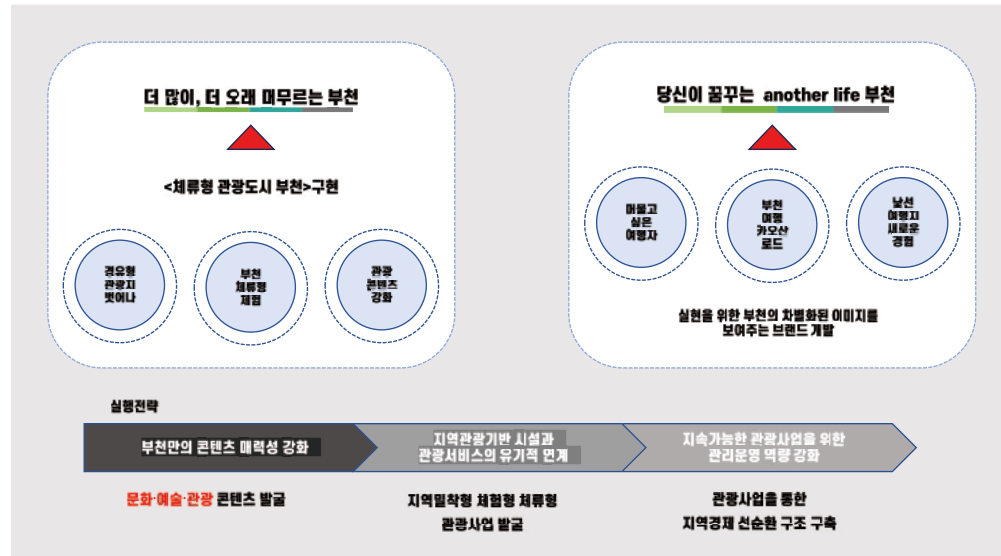 더 많이, 더 오래 머무르는 부천
<체류형 관광도시 부천>구현
경유형
관광지
벗어나
부천
체류형
체험
관광
콘텐츠
강화
당신이 꿈꾸는 another life 부천
머물고
싶은
여행자
부천
여행
카오산
로드
낯선
여행지
새로운
경험
실현을 위한 부천의 차별화된 이미지를
보여주는 브랜드 개발
실행전략
부천만의 콘텐츠 매력성 강화
지역관광기반 시설과
관광서비스의 유기적 연계
지속가능한 관광사업을 위한
관리운영 역량 강화
문화·예술·관광 콘텐츠 발굴
지역밀착형 체험형 체류형
관광사업 발굴
관광사업을 통한
지역경제 선순환 구조 구축